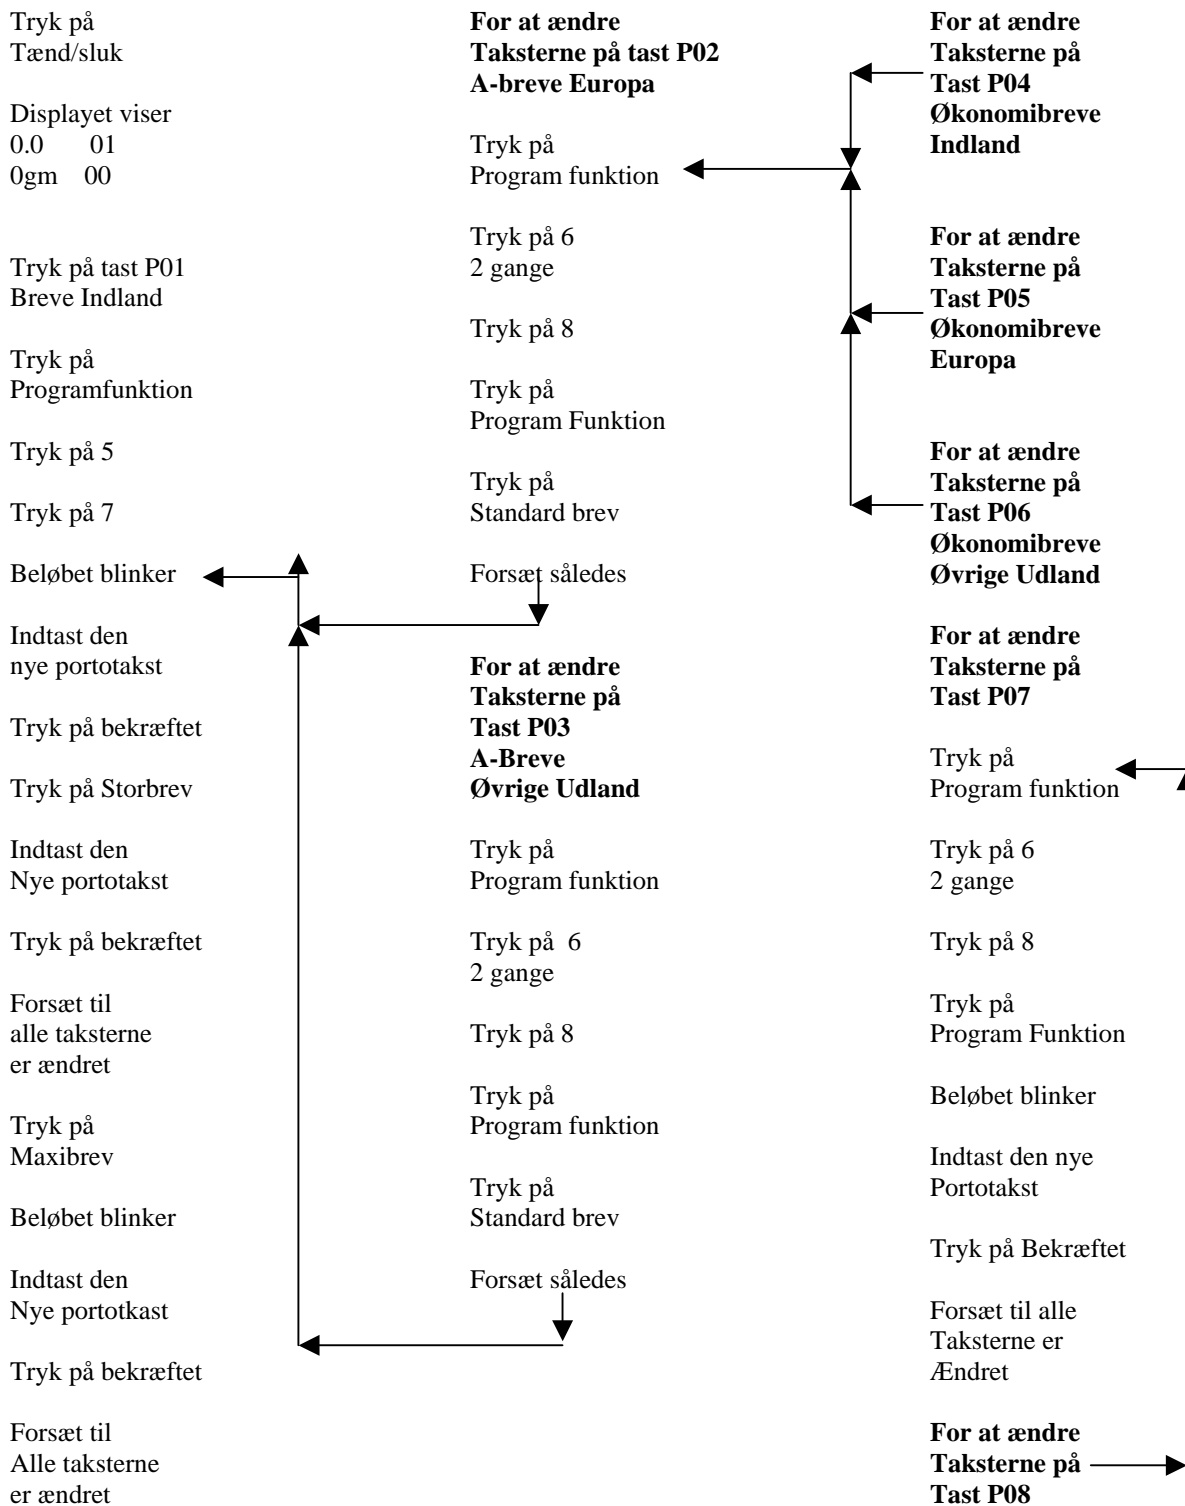 Tryk på
Tænd/sluk
Displayet viser
0.0 01
0gm 00
Tryk på tast P01
Breve Indland
Tryk på
Programfunktion
Tryk på 5
Tryk på 7
Beløbet blinker
Indtast den
nye portotakst
Tryk på bekræftet
Tryk på Storbrev
Indtast den
Nye portotakst
Tryk på bekræftet
Forsæt til
alle taksterne
er ændret
Tryk på
Maxibrev
Beløbet blinker
Indtast den
Nye portotkast
Tryk på bekræftet
Forsæt til
Alle taksterne
er ændret
For at ændre
Taksterne på tast P02
A-breve Europa
Tryk på
Program funktion
Tryk på 6
2 gange
Tryk på 8
Tryk på
Program Funktion
Tryk på
Standard brev
Forsæt således
For at ændre
Taksterne på
Tast P03
A-Breve
Øvrige Udland
Tryk på
Program funktion
Tryk på 6
2 gange
Tryk på 8
Tryk på
Program funktion
Tryk på
Standard brev
Forsæt således
For at ændre
Taksterne på
Tast P04
Økonomibreve
Indland
For at ændre
Taksterne på
Tast P05
Økonomibreve
Europa
For at ændre
Taksterne på
Tast P06
Økonomibreve
Øvrige Udland
For at ændre
Taksterne på
Tast P07
Tryk på
Program funktion
Tryk på 6
2 gange
Tryk på 8
Tryk på
Program Funktion
Beløbet blinker
Indtast den nye
Portotakst
Tryk på Bekræftet
Forsæt til alle
Taksterne er
Ændret
For at ændre
Taksterne på
Tast P08